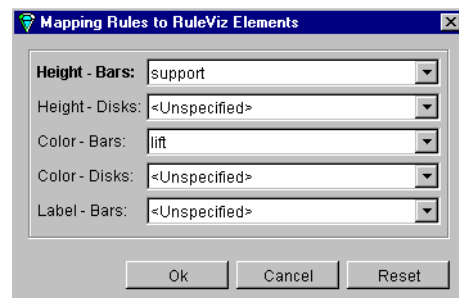 Mapping Rules to RuleViz Elements
Height - Bars: support
Height - Disks: <Unspecified>
Color - Bars: lift
Color - Disks: <Unspecified>
Label - Bars: <Unspecified>
Ok Cancel Reset